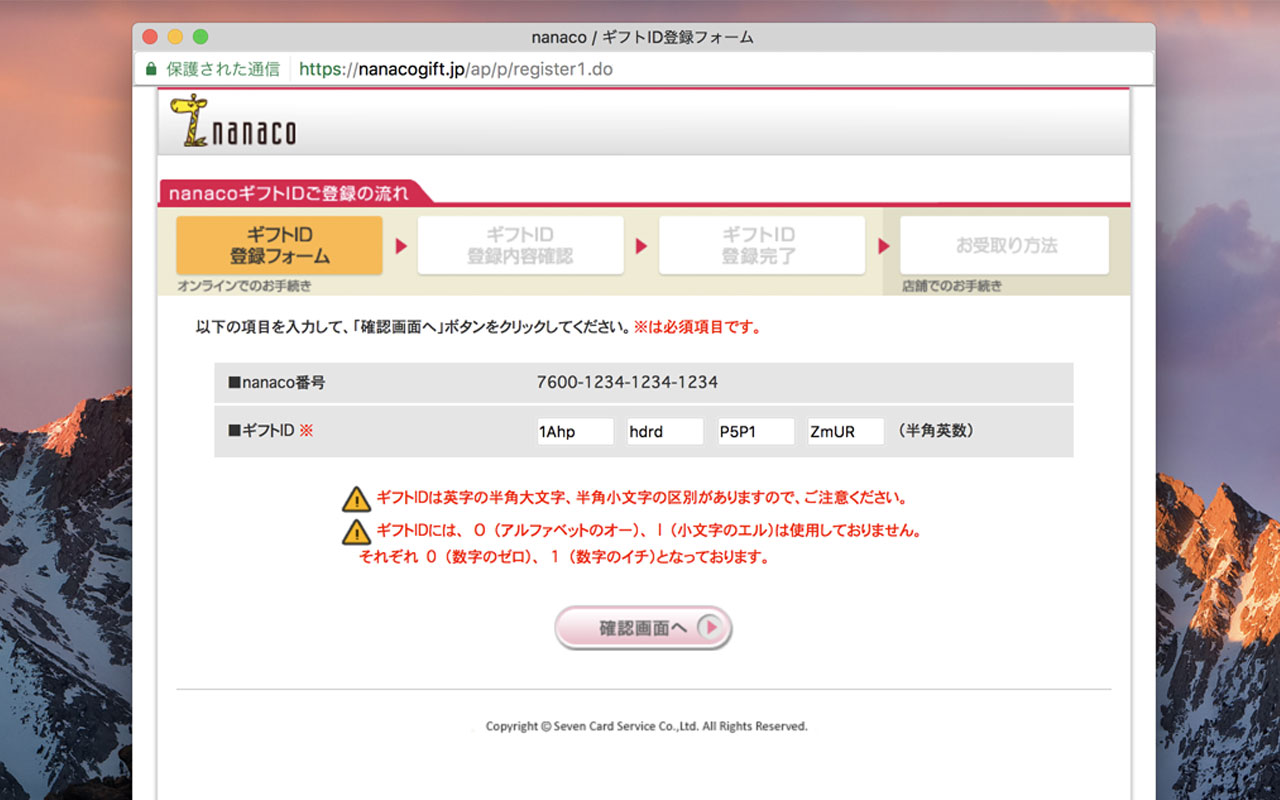 nanaco / ギフトID登録フォーム
保護された通信 https://nanacogift.jp/ap/p/register1.do
nanaco
nanacoギフトIDご登録の流れ
ギフトID
登録フォーム
ギフトID
登録内容確認
ギフトID
登録完了
お受取り方法
オンラインでのお手続き
店舗でのお手続き
以下の項目を入力して、「確認画面へ」ボタンをクリックしてください。※は必須項目です。
■nanaco番号 7600-1234-1234-1234
■ギフトID ※ 1Ahp hdrd P5P1 ZmUR （半角英数）
ギフトIDは英字の半角大文字、半角小文字の区別がありますので、ご注意ください。
ギフトIDには、 O （アルファベットのオー）、 l （小文字のエル）は使用しておりません。
それぞれ 0 （数字のゼロ）、 1 （数字のイチ）となっております。
確認画面へ
Copyright © Seven Card Service Co.,Ltd. All Rights Reserved.